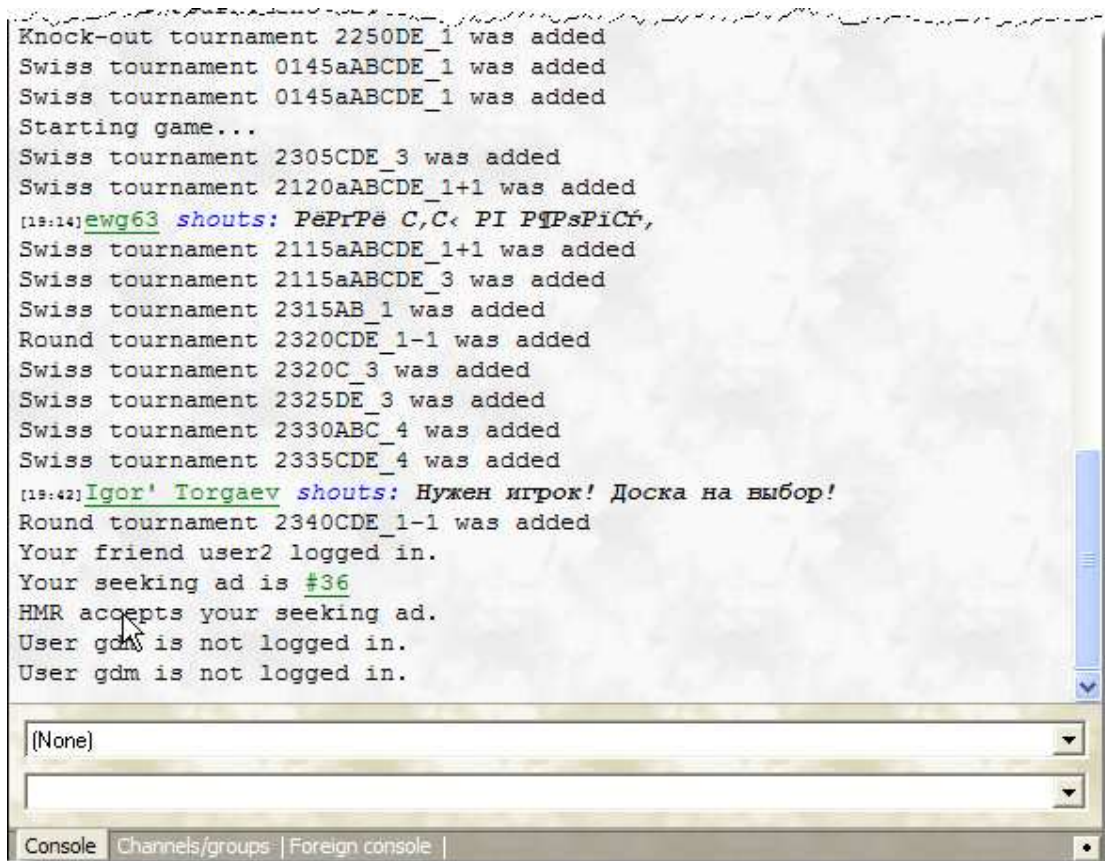 Knock-out tournament 2250DE_1 was added
Swiss tournament 0145aABCDE_1 was added
Swiss tournament 0145aABCDE_1 was added
Starting game...
Swiss tournament 2305CDE_3 was added
Swiss tournament 2120aABCDE_1+1 was added
[19:14]ewg63 shouts: РёРґРё С‚С‹ РІ Р¶РѕРїСѓ,
Swiss tournament 2115aABCDE_1+1 was added
Swiss tournament 2115aABCDE_3 was added
Swiss tournament 2315AB_1 was added
Round tournament 2320CDE_1-1 was added
Swiss tournament 2320C_3 was added
Swiss tournament 2325DE_3 was added
Swiss tournament 2330ABC_4 was added
Swiss tournament 2335CDE_4 was added
[19:42]Igor' Torgaev shouts: Нужен игрок! Доска на выбор!
Round tournament 2340CDE_1-1 was added
Your friend user2 logged in.
Your seeking ad is #36
HMR accepts your seeking ad.
User gdm is not logged in.
User gdm is not logged in.
(None)
Console Channels/groups | Foreign console |